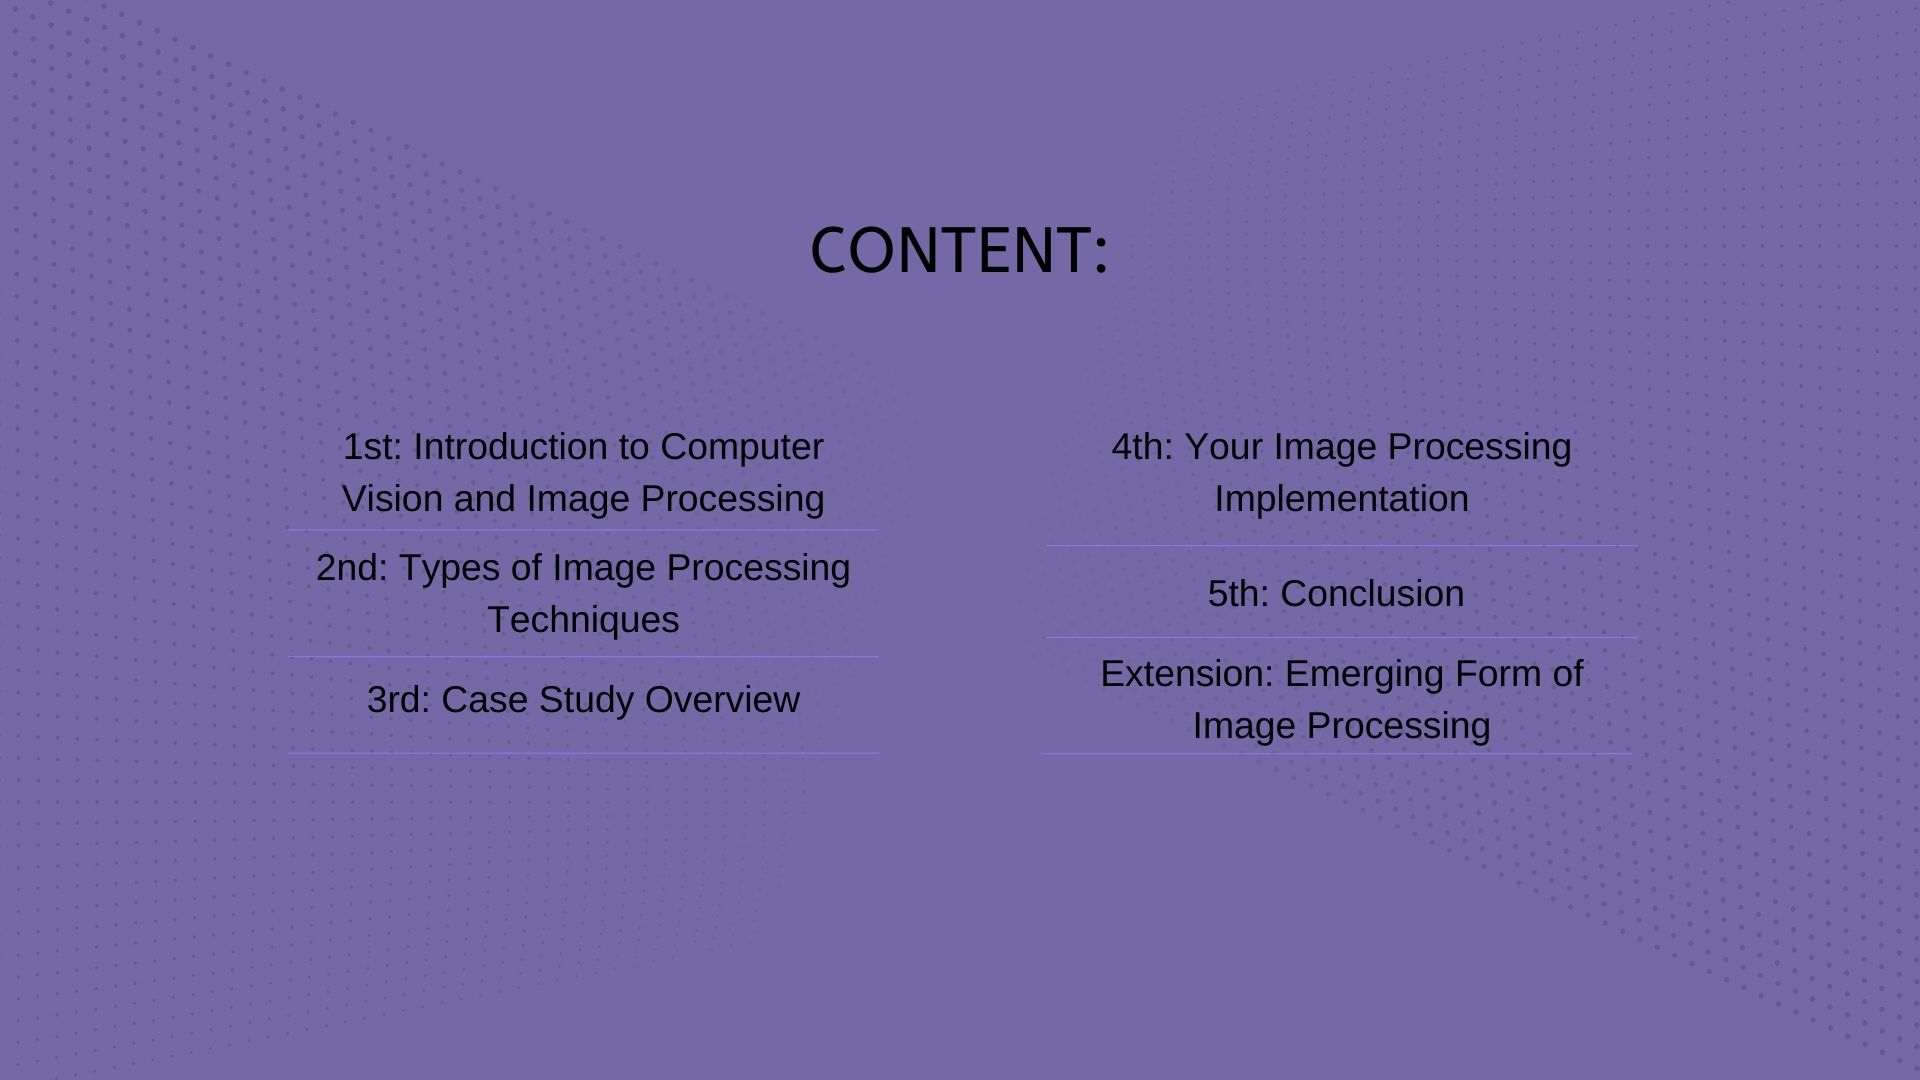 CONTENT:
1st: Introduction to Computer
Vision and Image Processing
2nd: Types of Image Processing
Techniques
3rd: Case Study Overview
4th: Your Image Processing
Implementation
5th: Conclusion
Extension: Emerging Form of
Image Processing